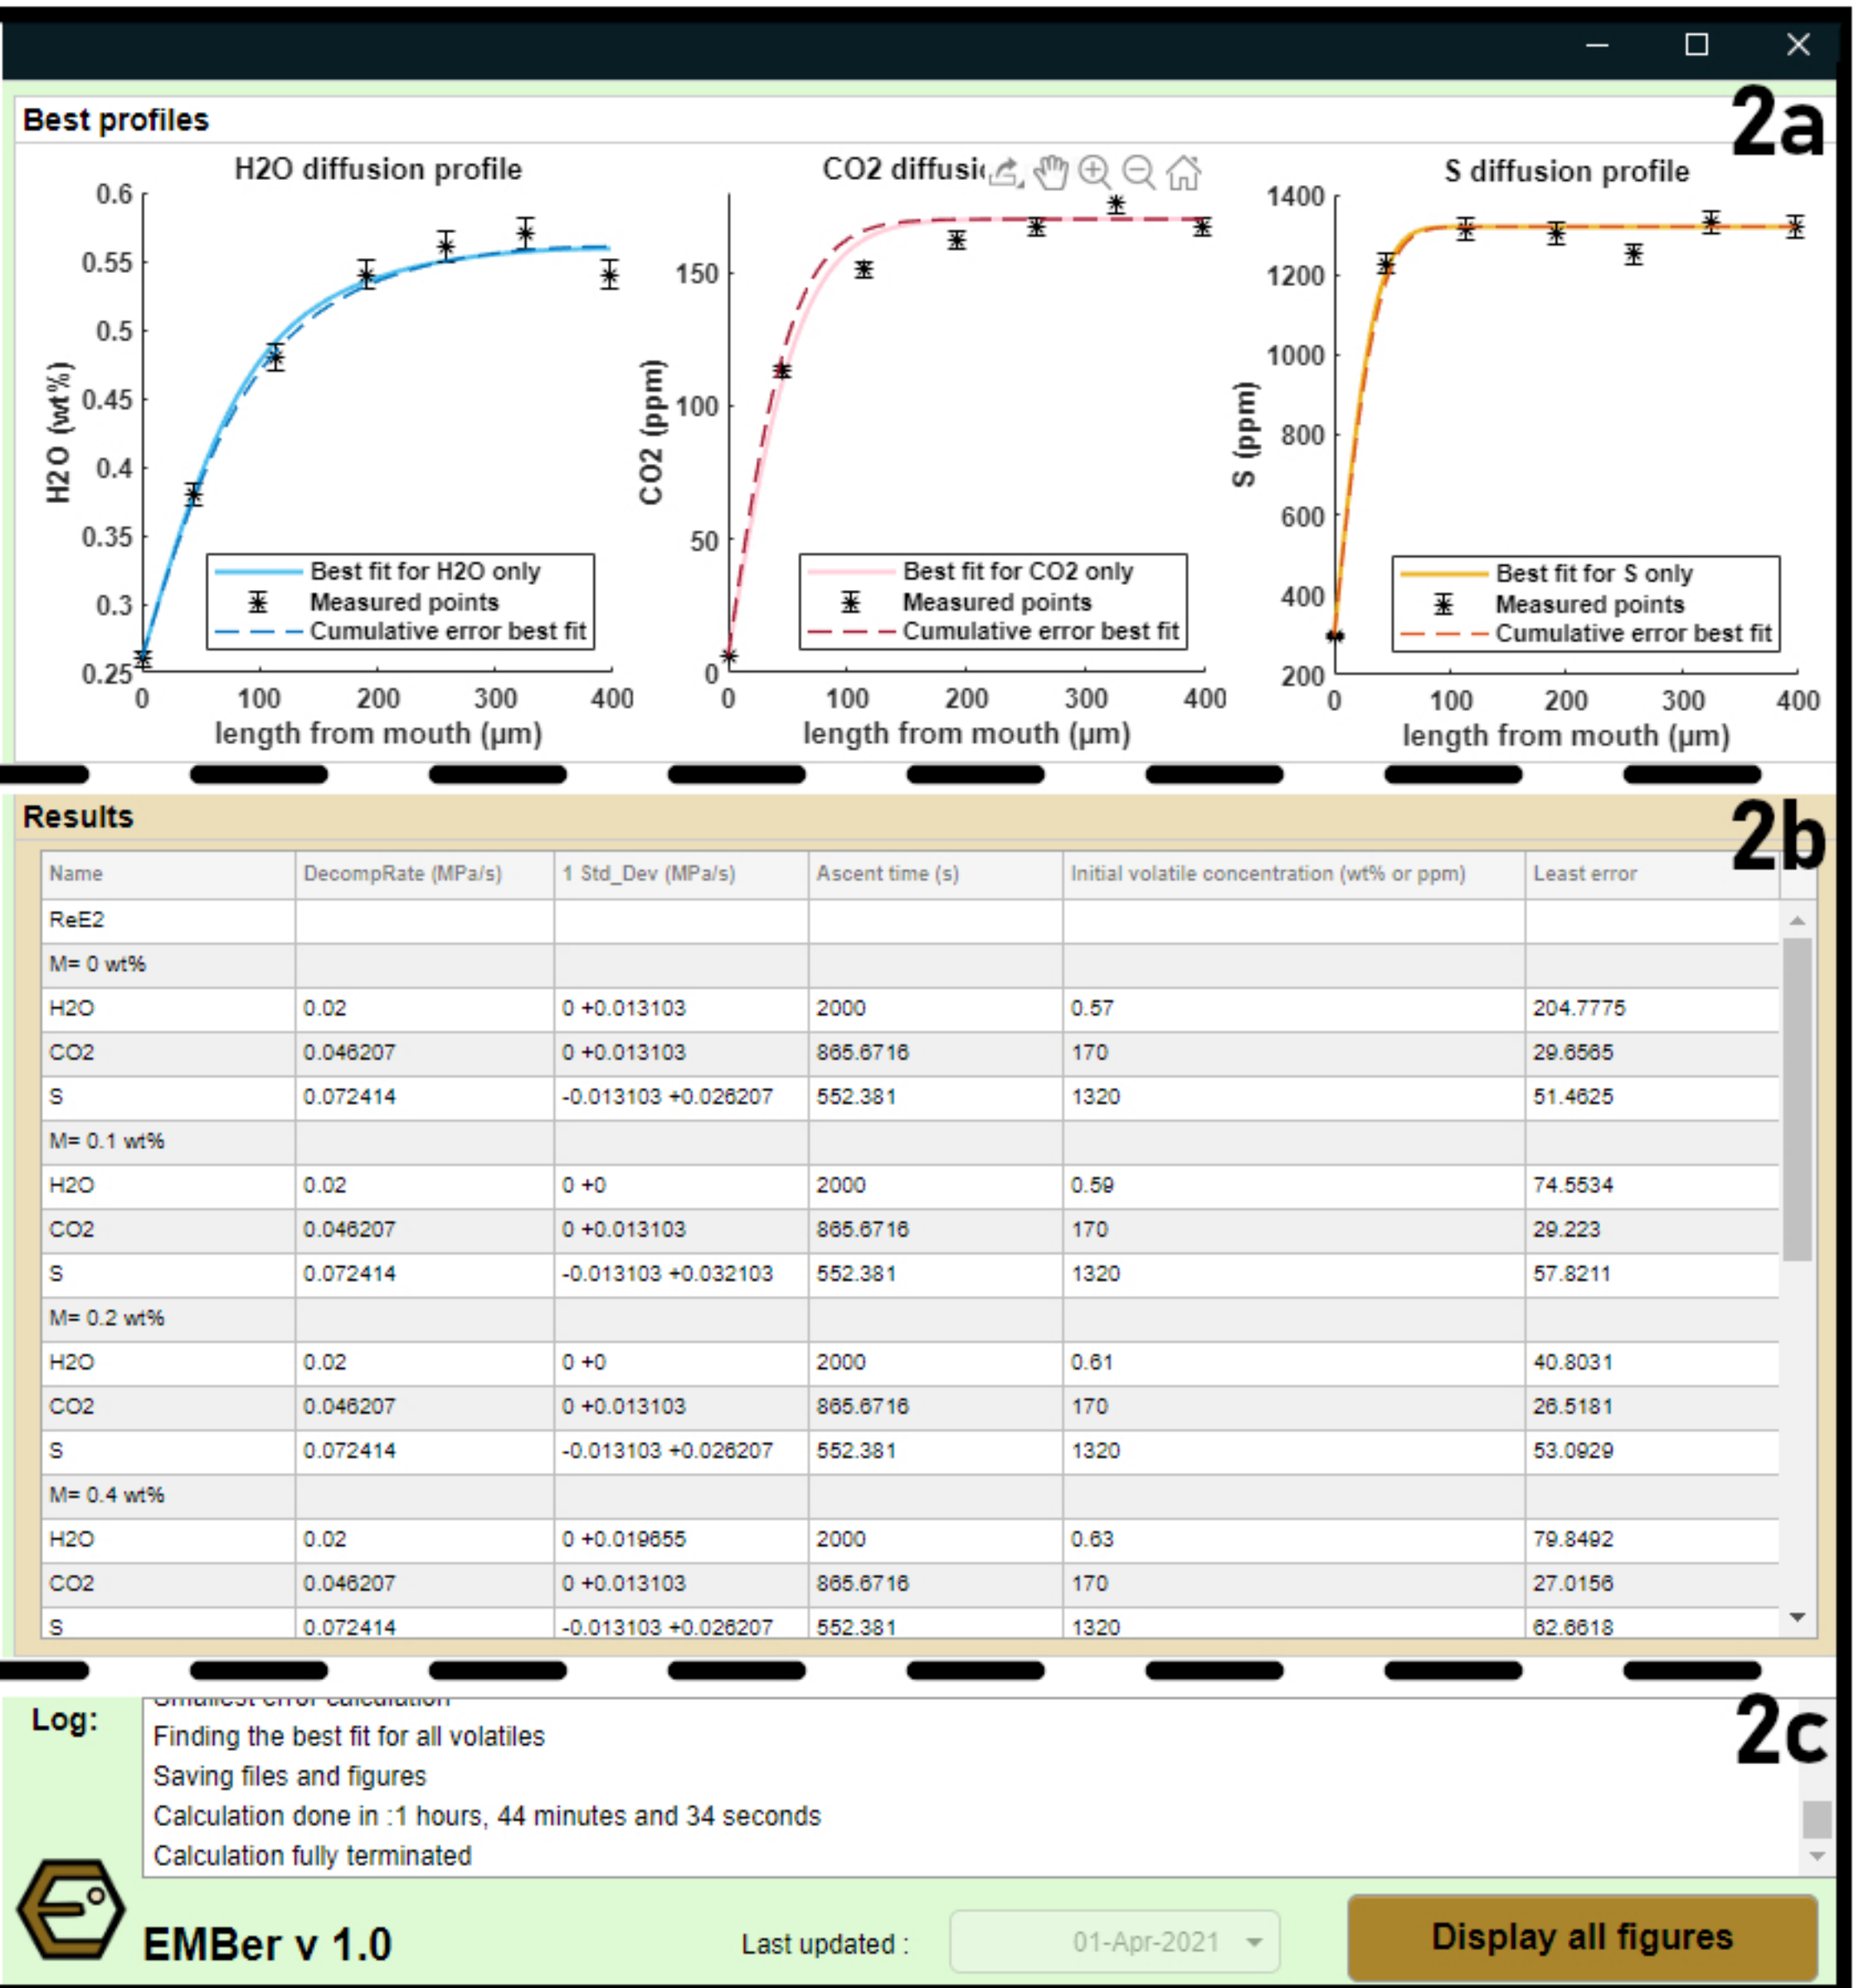 2a
Best profiles
H2O diffusion profile
0.6
0.55
0.5
0.45
0.4
0.35
0.3
0.25
H2O (wt%)
Best fit for H2O only
Measured points
Cumulative error best fit
0 100 200 300 400
length from mouth (µm)
CO2 diffusi
150
100
50
0
CO2 (ppm)
Best fit for CO2 only
Measured points
Cumulative error best fit
0 100 200 300 400
length from mouth (µm)
S diffusion profile
1400
1200
1000
800
600
400
200
S (ppm)
Best fit for S only
Measured points
Cumulative error best fit
0 100 200 300 400
length from mouth (µm)
2b
Results
Name DecompRate (MPa/s) 1 Std_Dev (MPa/s) Ascent time (s) Initial volatile concentration (wt% or ppm) Least error
ReE2
M= 0 wt%
H2O 0.02 0 +0.013103 2000 0.57 204.7775
CO2 0.046207 0 +0.013103 865.6716 170 29.6565
S 0.072414 -0.013103 +0.026207 552.381 1320 51.4625
M= 0.1 wt%
H2O 0.02 0 +0 2000 0.59 74.5534
CO2 0.046207 0 +0.013103 865.6716 170 29.223
S 0.072414 -0.013103 +0.032103 552.381 1320 57.8211
M= 0.2 wt%
H2O 0.02 0 +0 2000 0.61 40.8031
CO2 0.046207 0 +0.013103 865.6716 170 26.5181
S 0.072414 -0.013103 +0.026207 552.381 1320 53.0929
M= 0.4 wt%
H2O 0.02 0 +0.019655 2000 0.63 79.8492
CO2 0.046207 0 +0.013103 865.6716 170 27.0156
S 0.072414 -0.013103 +0.026207 552.381 1320 62.6618
2c
Log:
Smallest error calculation
Finding the best fit for all volatiles
Saving files and figures
Calculation done in :1 hours, 44 minutes and 34 seconds
Calculation fully terminated
EMBer v 1.0
Last updated :
01-Apr-2021
Display all figures